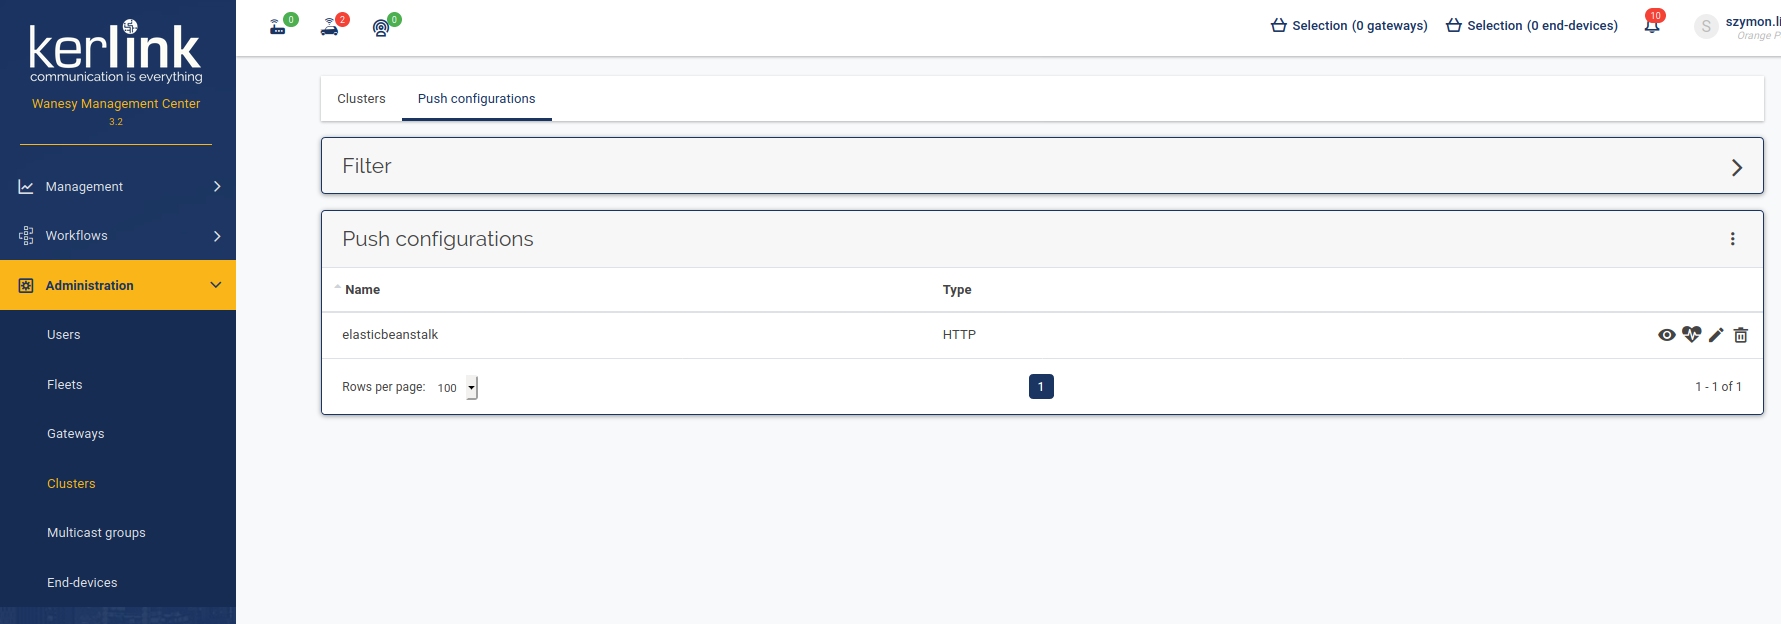 kerlink
communication is everything
Wanesy Management Center
3.2
Management
Workflows
Administration
Users
Fleets
Gateways
Clusters
Multicast groups
End-devices
0
2
0
Selection (0 gateways)
Selection (0 end-devices)
10
S
szymon.li
Orange P
Clusters
Push configurations
Filter
Push configurations
Name
Type
elasticbeanstalk
HTTP
Rows per page:
100
1
1 - 1 of 1